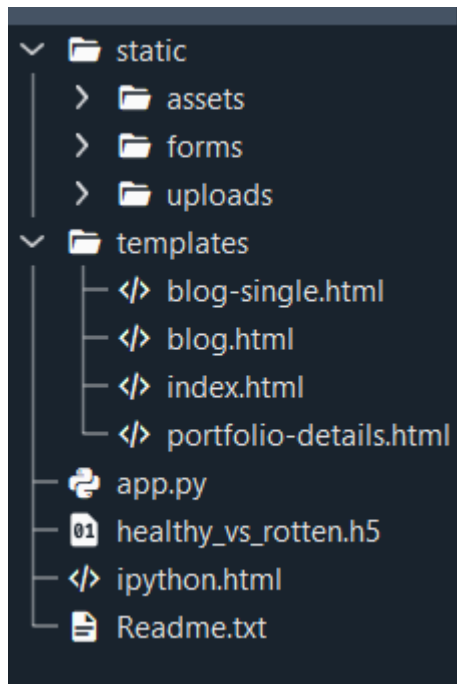 static
assets
forms
uploads
templates
blog-single.html
blog.html
index.html
portfolio-details.html
app.py
01 healthy_vs_rotten.h5
ipython.html
Readme.txt